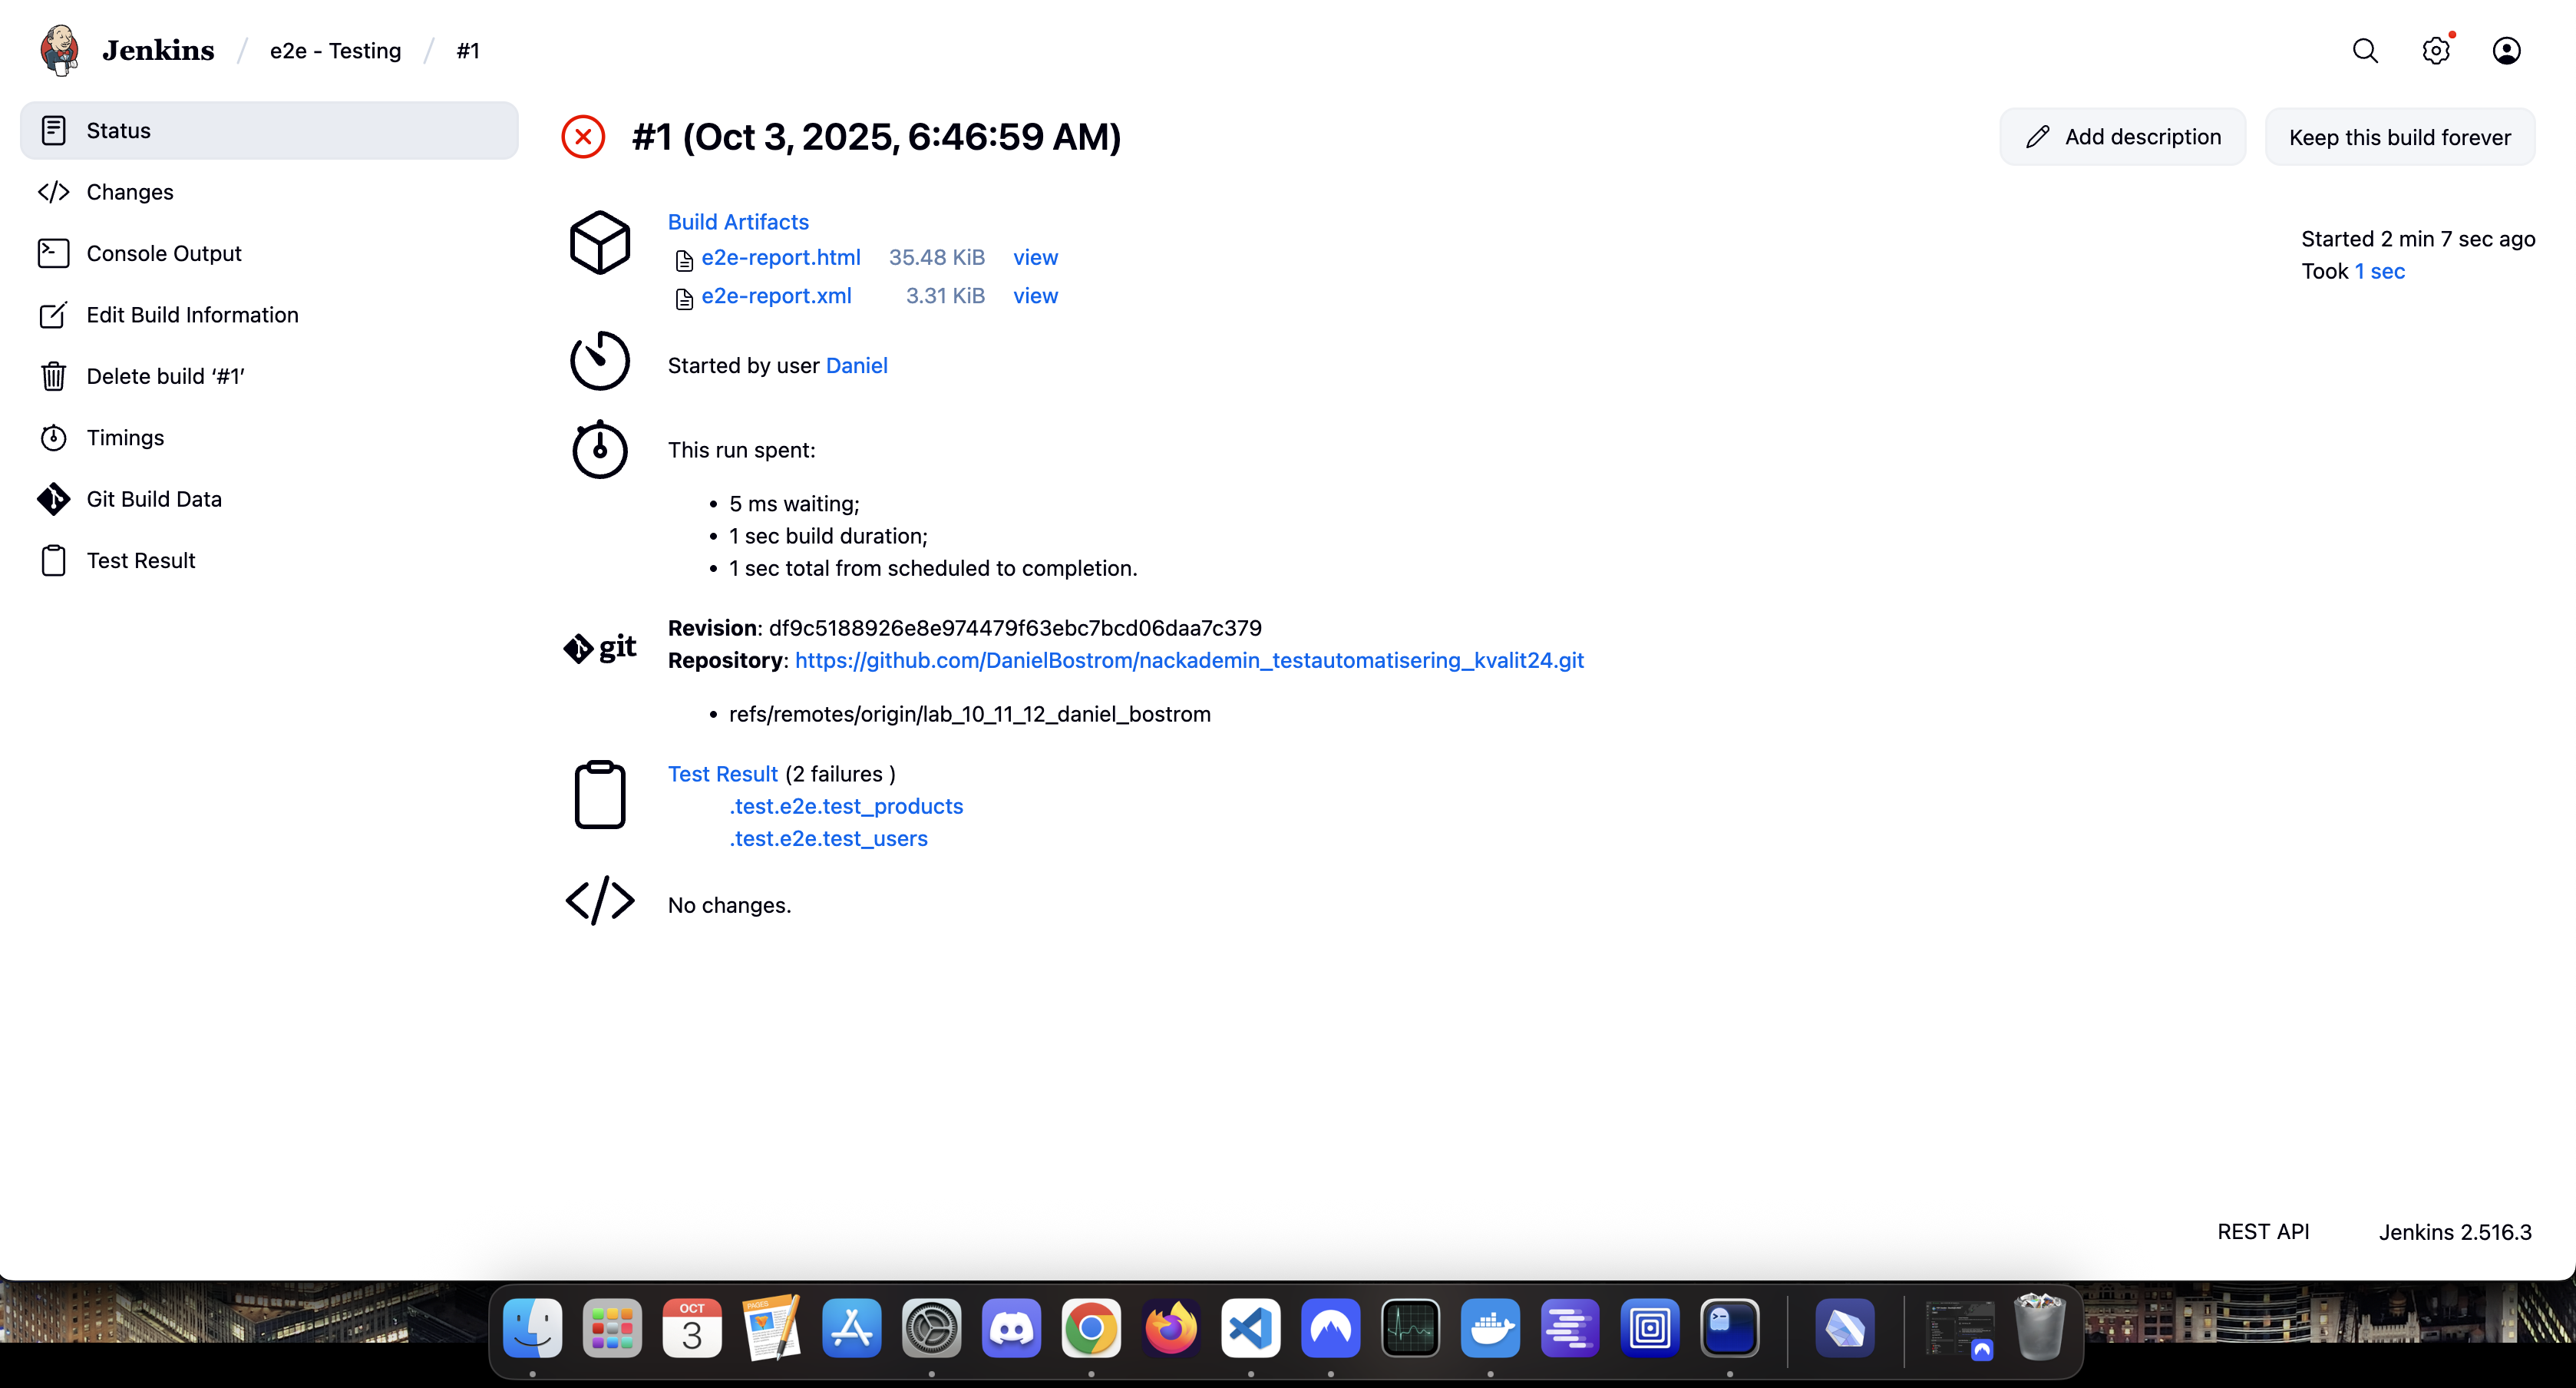 Jenkins / e2e - Testing / #1
Status
Changes
Console Output
Edit Build Information
Delete build ‘#1’
Timings
Git Build Data
Test Result
#1 (Oct 3, 2025, 6:46:59 AM)
Add description
Keep this build forever
Started 2 min 7 sec ago
Took 1 sec
Build Artifacts
e2e-report.html 35.48 KiB view
e2e-report.xml 3.31 KiB view
Started by user Daniel
This run spent:
• 5 ms waiting;
• 1 sec build duration;
• 1 sec total from scheduled to completion.
git
Revision: df9c5188926e8e974479f63ebc7bcd06daa7c379
Repository: https://github.com/DanielBostrom/nackademin_testautomatisering_kvalit24.git
• refs/remotes/origin/lab_10_11_12_daniel_bostrom
Test Result (2 failures )
.test.e2e.test_products
.test.e2e.test_users
No changes.
REST API
Jenkins 2.516.3
OCT
3
PAGES